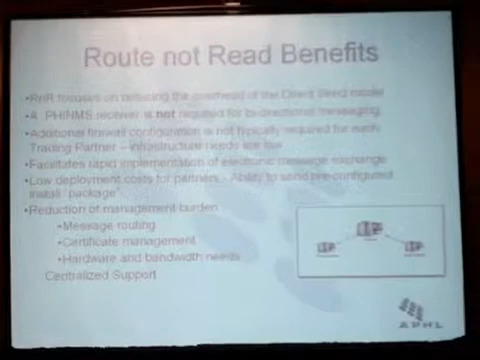 Route not Read Benefits
•RnR focuses on reducing the overhead of the Direct Send model
•A PHINMS receiver is not required for bi-directional messaging
•Additional firewall configuration is not typically required for each
Trading Partner – infrastructure needs are low
•Facilitates rapid implementation of electronic message exchange
•Low deployment costs for partners - Ability to send pre-configured
install "package"
•Reduction of management burden
•Message routing
•Certificate management
•Hardware and bandwidth needs
Centralized Support
APHL